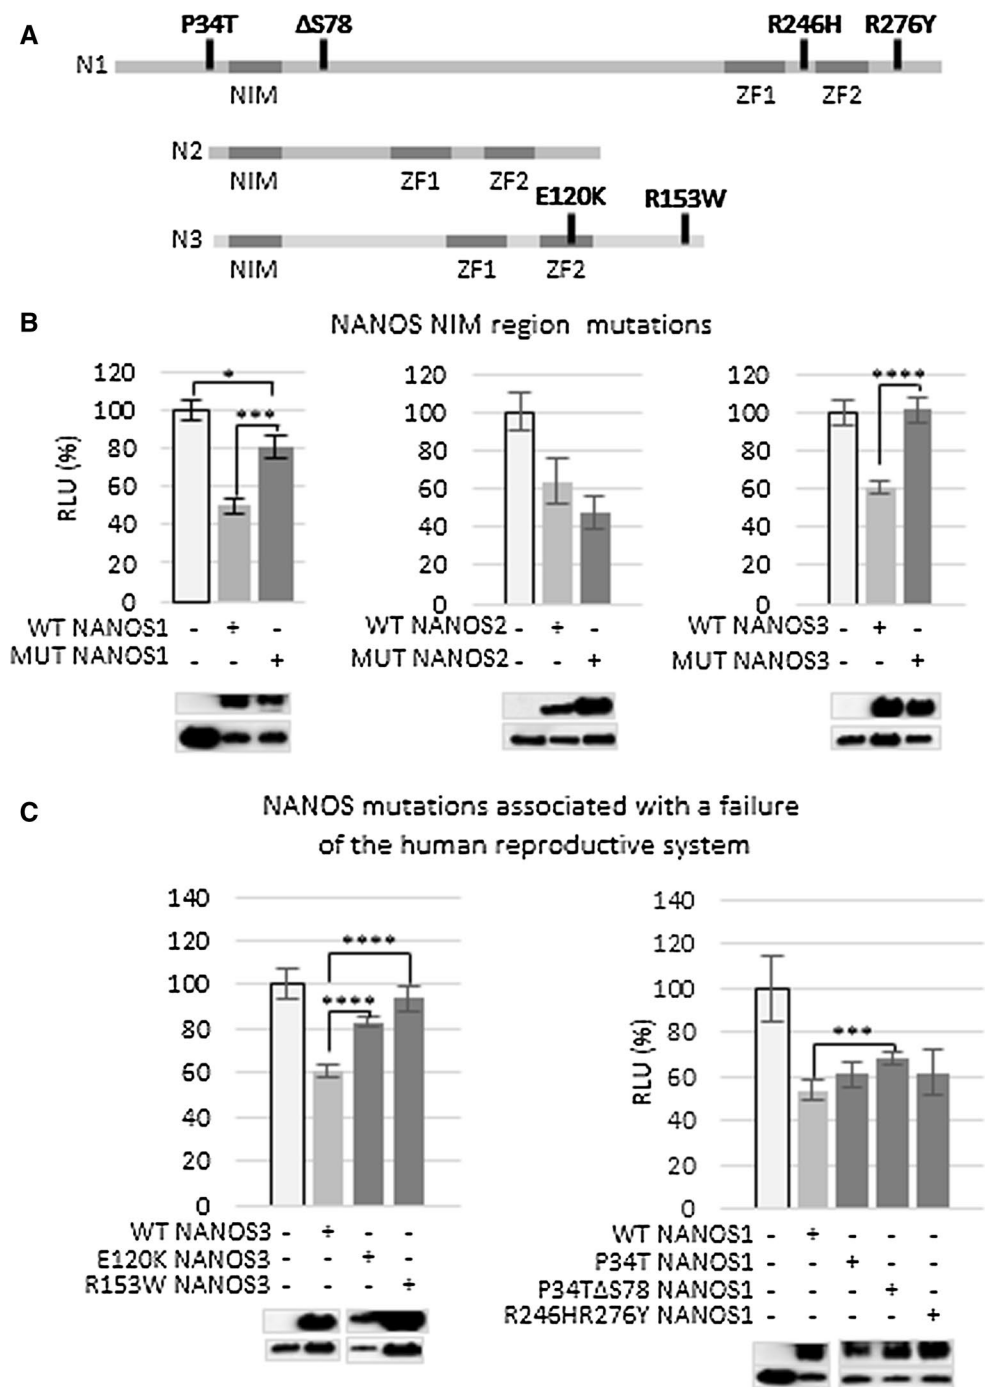 A
P34T ΔS78 R246H R276Y
N1
NIM ZF1 ZF2
N2
NIM ZF1 ZF2
E120K R153W
N3
NIM ZF1 ZF2
B
NANOS NIM region mutations
RLU (%)
120
100
80
60
40
20
0
*
***
WT NANOS1 - + -
MUT NANOS1 - - +
120
100
80
60
40
20
0
WT NANOS2 - + -
MUT NANOS2 - - +
120
100
80
60
40
20
0
****
WT NANOS3 - + -
MUT NANOS3 - - +
C
NANOS mutations associated with a failure
of the human reproductive system
140
120
100
80
60
40
20
0
****
****
WT NANOS3 - + - -
E120K NANOS3 - - + -
R153W NANOS3 - - - +
RLU (%)
140
120
100
80
60
40
20
0
***
WT NANOS1 - + - - -
P34T NANOS1 - - + - -
P34TΔS78 NANOS1 - - - + -
R246HR276Y NANOS1 - - - - +